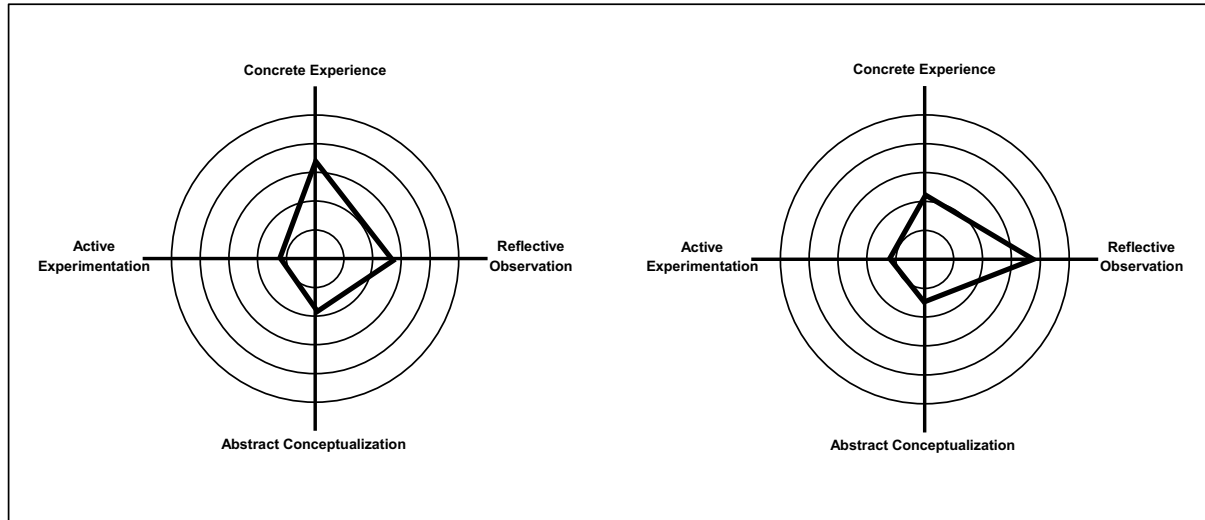 Concrete Experience
Active
Experimentation
Reflective
Observation
Abstract Conceptualization
Concrete Experience
Active
Experimentation
Reflective
Observation
Abstract Conceptualization